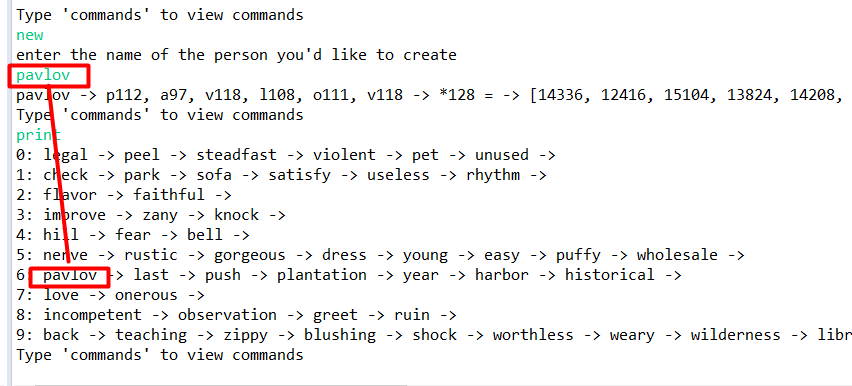 Type 'commands' to view commands
new
enter the name of the person you'd like to create
pavlov
pavlov -> p112, a97, v118, l108, o111, v118 -> *128 = -> [14336, 12416, 15104, 13824, 14208,
Type 'commands' to view commands
print
0: legal -> peel -> steadfast -> violent -> pet -> unused ->
1: check -> park -> sofa -> satisfy -> useless -> rhythm ->
2: flavor -> faithful ->
3: improve -> zany -> knock ->
4: hill -> fear -> bell ->
5: nerve -> rustic -> gorgeous -> dress -> young -> easy -> puffy -> wholesale ->
6: pavlov -> last -> push -> plantation -> year -> harbor -> historical ->
7: love -> onerous ->
8: incompetent -> observation -> greet -> ruin ->
9: back -> teaching -> zippy -> blushing -> shock -> worthless -> weary -> wilderness -> libr
Type 'commands' to view commands